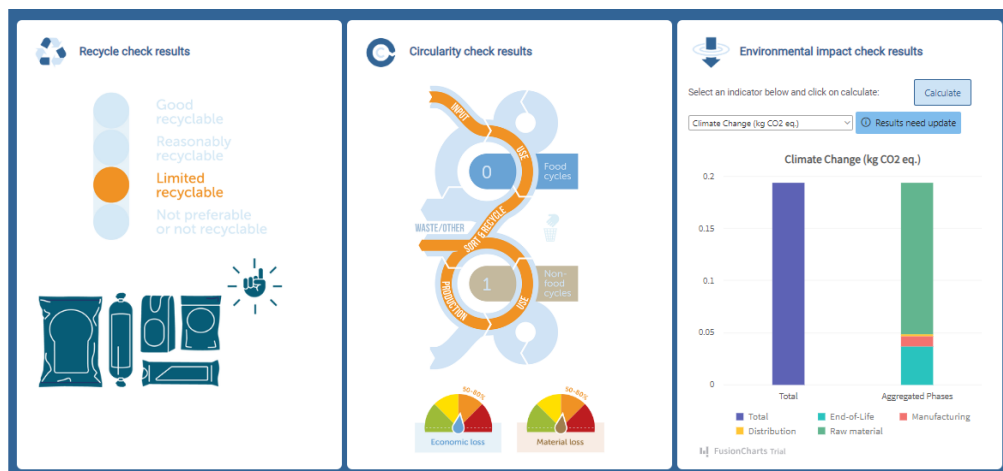 Recycle check results
Good
recyclable
Reasonably
recyclable
Limited
recyclable
Not preferable
or not recyclable
Circularity check results
INPUT
USE
0
Food
cycles
WASTE/OTHER
SORT & RECYCLE
1
Non-
food
cycles
PRODUCTION
USE
50-80%
Economic loss
50-80%
Material loss
Environmental impact check results
Select an indicator below and click on calculate:
Calculate
Climate Change (kg CO2 eq.)
Results need update
Climate Change (kg CO2 eq.)
0.2
0.15
0.1
0.05
0
Total
Aggregated Phases
Total
End-of-Life
Manufacturing
Distribution
Raw material
FusionCharts Trial